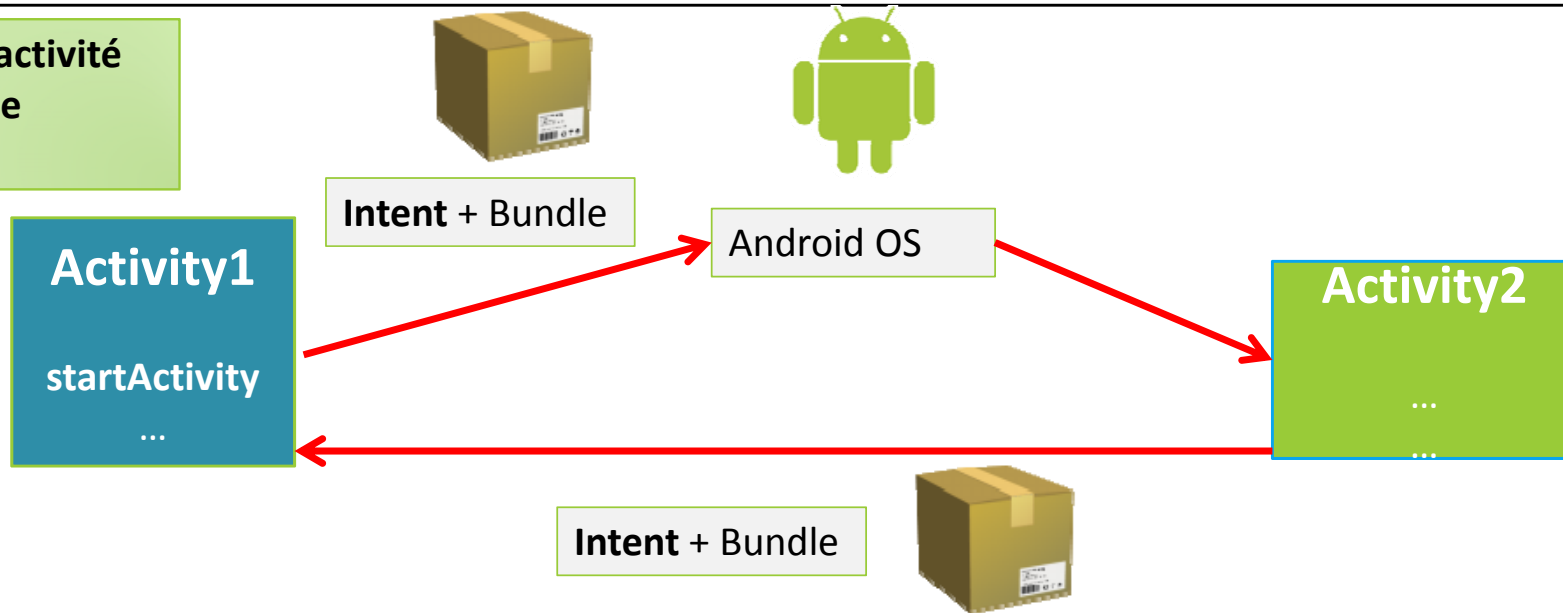 activité
e
Intent + Bundle
Android OS
Activity1
startActivity
...
Activity2
...
...
Intent + Bundle